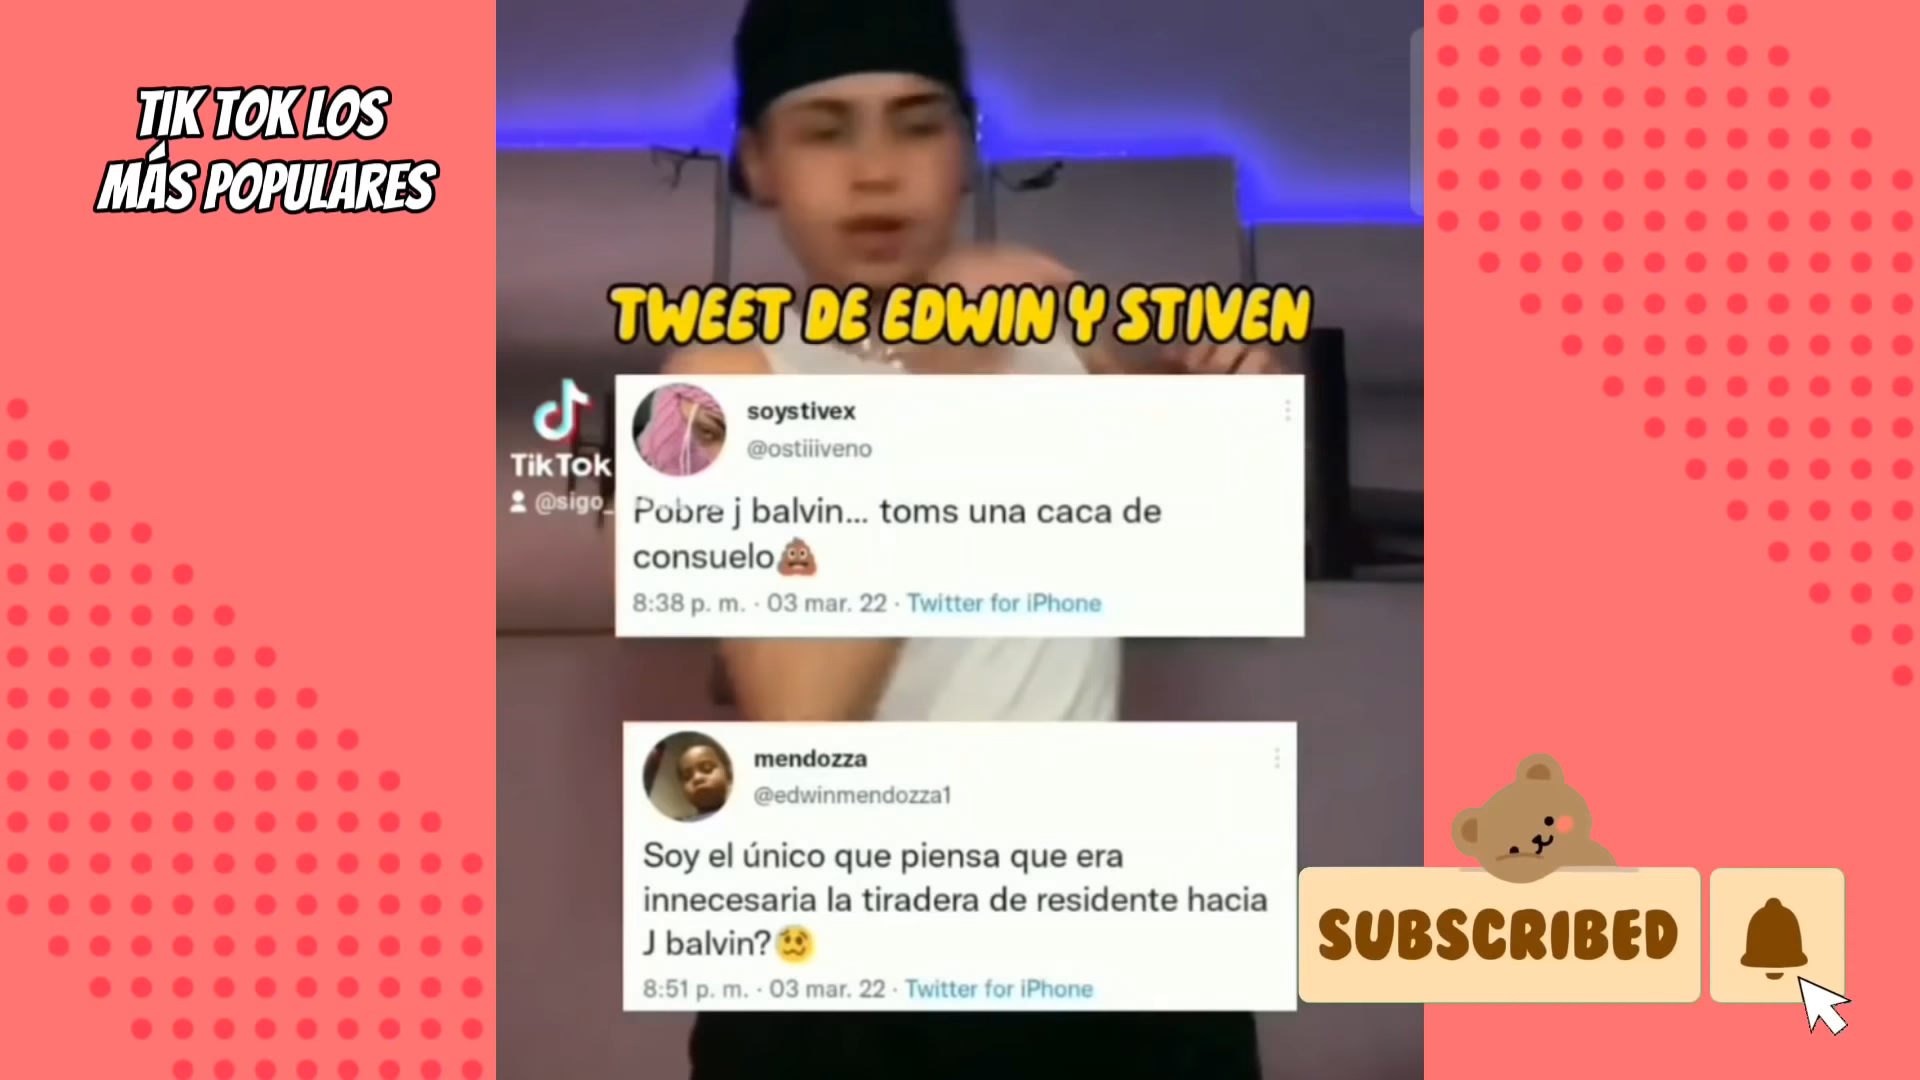 TIK TOK LOS
MÁS POPULARES
TWEET DE EDWIN Y STIVEN
TikTok
@sigo_
soystivex
@ostiiiveno
Pobre j balvin... toms una caca de
consuelo💩
8:38 p. m. · 03 mar. 22 · Twitter for iPhone
mendozza
@edwinmendozza1
Soy el único que piensa que era
innecesaria la tiradera de residente hacia
J balvin?🥴
8:51 p. m. · 03 mar. 22 · Twitter for iPhone
SUBSCRIBED